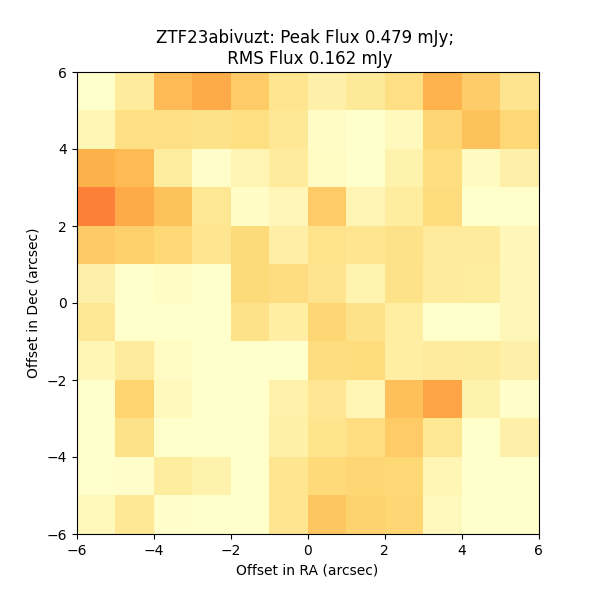 ZTF23abivuzt: Peak Flux 0.479 mJy;
RMS Flux 0.162 mJy
6
4
2
0
−2
−4
−6
Offset in Dec (arcsec)
−6 −4 −2 0 2 4 6
Offset in RA (arcsec)